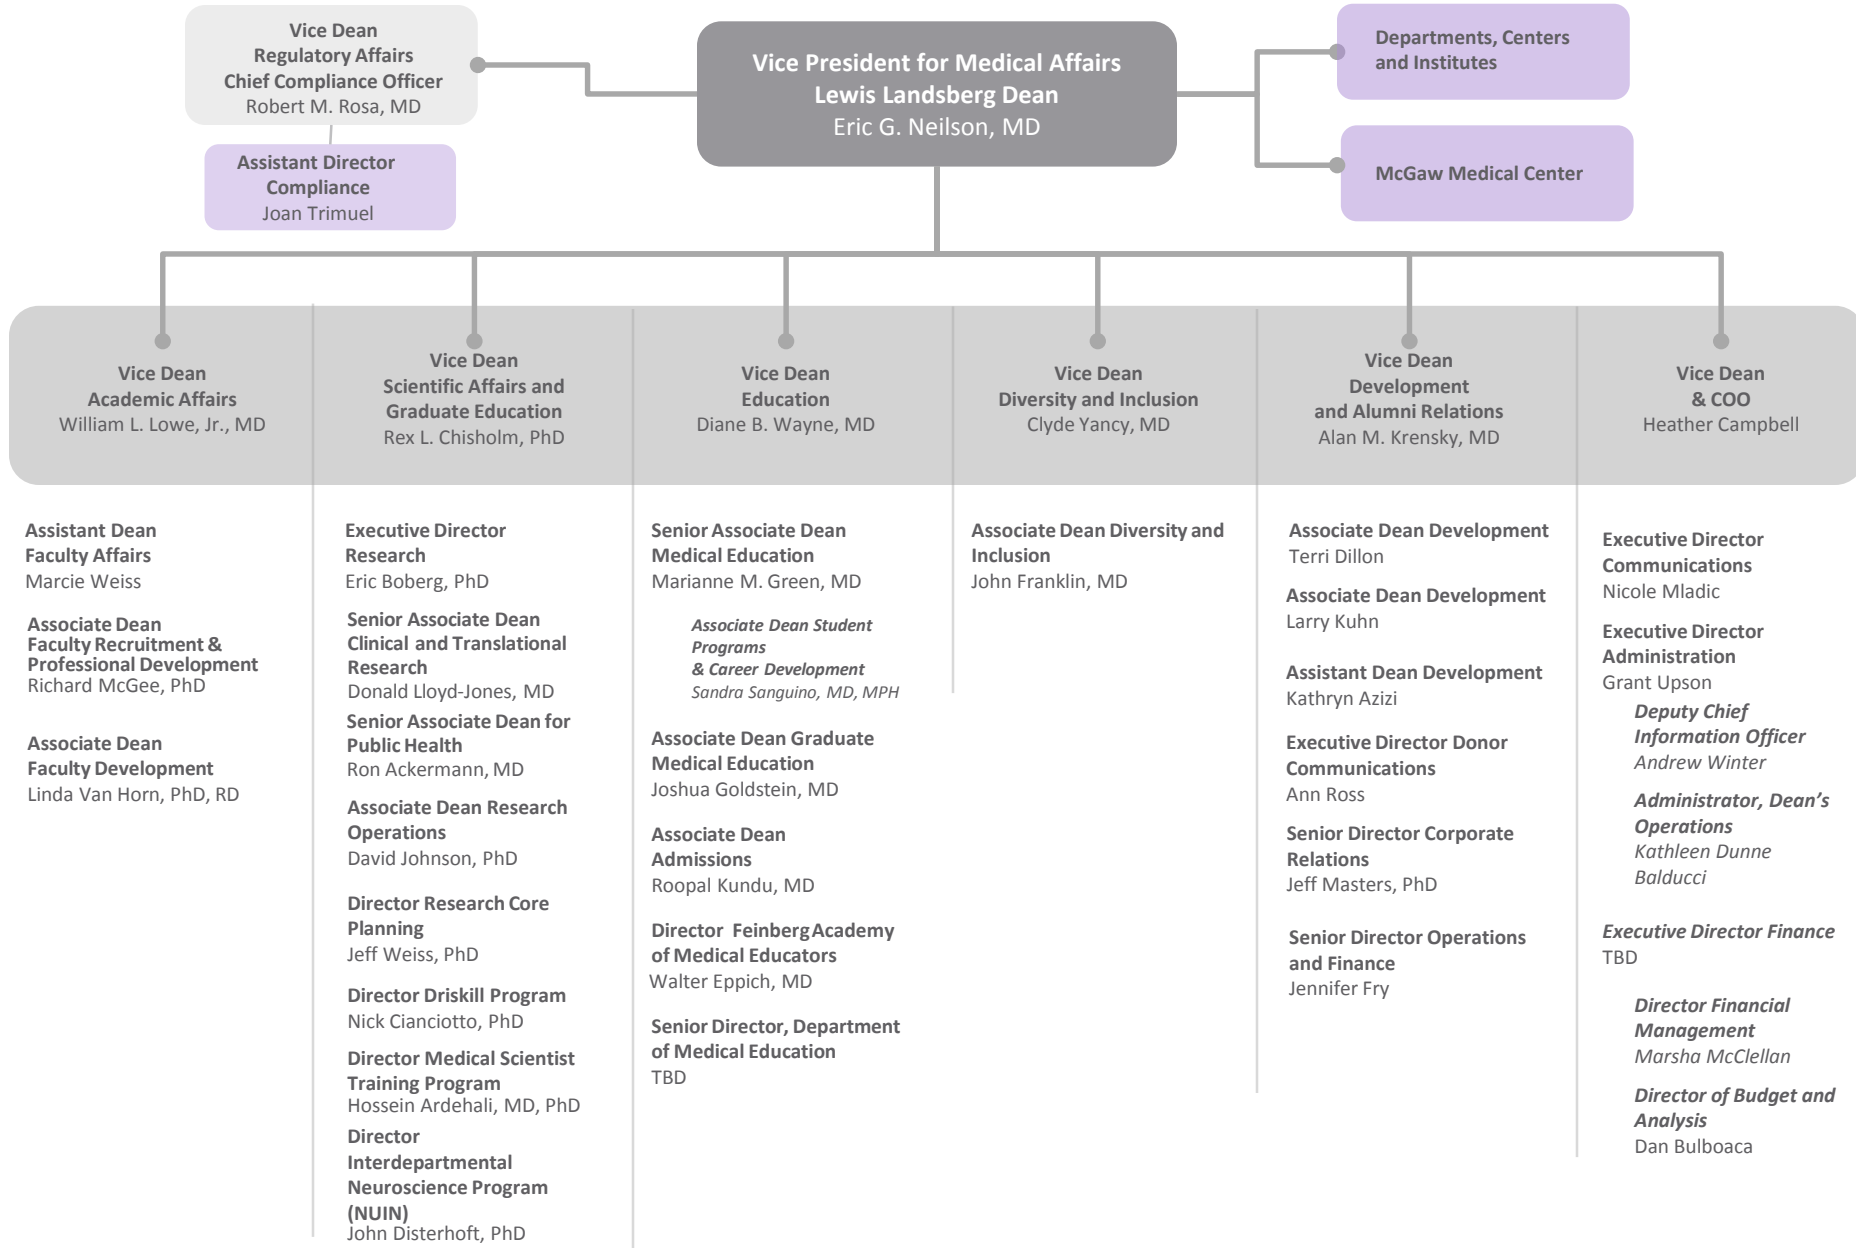 Vice Dean
Regulatory Affairs
Chief Compliance Officer
Robert M. Rosa, MD
Assistant Director
Compliance
Joan Trimuel
Vice President for Medical Affairs
Lewis Landsberg Dean
Eric G. Neilson, MD
Departments, Centers
and Institutes
McGaw Medical Center
Vice Dean
Academic Affairs
William L. Lowe, Jr., MD
Vice Dean
Scientific Affairs and
Graduate Education
Rex L. Chisholm, PhD
Vice Dean
Education
Diane B. Wayne, MD
Vice Dean
Diversity and Inclusion
Clyde Yancy, MD
Vice Dean
Development
and Alumni Relations
Alan M. Krensky, MD
Vice Dean
& COO
Heather Campbell
Assistant Dean
Faculty Affairs
Marcie Weiss
Associate Dean
Faculty Recruitment &
Professional Development
Richard McGee, PhD
Associate Dean
Faculty Development
Linda Van Horn, PhD, RD
Executive Director
Research
Eric Boberg, PhD
Senior Associate Dean
Clinical and Translational
Research
Donald Lloyd-Jones, MD
Senior Associate Dean for
Public Health
Ron Ackermann, MD
Associate Dean Research
Operations
David Johnson, PhD
Director Research Core
Planning
Jeff Weiss, PhD
Director Driskill Program
Nick Cianciotto, PhD
Director Medical Scientist
Training Program
Hossein Ardehali, MD, PhD
Director
Interdepartmental
Neuroscience Program
(NUIN)
John Disterhoft, PhD
Senior Associate Dean
Medical Education
Marianne M. Green, MD
Associate Dean Student
Programs
& Career Development
Sandra Sanguino, MD, MPH
Associate Dean Graduate
Medical Education
Joshua Goldstein, MD
Associate Dean
Admissions
Roopal Kundu, MD
Director Feinberg Academy
of Medical Educators
Walter Eppich, MD
Senior Director, Department
of Medical Education
TBD
Associate Dean Diversity and
Inclusion
John Franklin, MD
Associate Dean Development
Terri Dillon
Associate Dean Development
Larry Kuhn
Assistant Dean Development
Kathryn Azizi
Executive Director Donor
Communications
Ann Ross
Senior Director Corporate
Relations
Jeff Masters, PhD
Senior Director Operations
and Finance
Jennifer Fry
Executive Director
Communications
Nicole Mladic
Executive Director
Administration
Grant Upson
Deputy Chief
Information Officer
Andrew Winter
Administrator, Dean's
Operations
Kathleen Dunne
Balducci
Executive Director Finance
TBD
Director Financial
Management
Marsha McClellan
Director of Budget and
Analysis
Dan Bulboaca